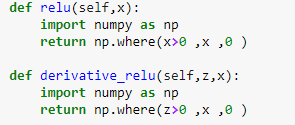 def relu(self,x):
    import numpy as np
    return np.where(x>0 ,x ,0 )
def derivative_relu(self,z,x):
    import numpy as np
    return np.where(z>0 ,x ,0 )